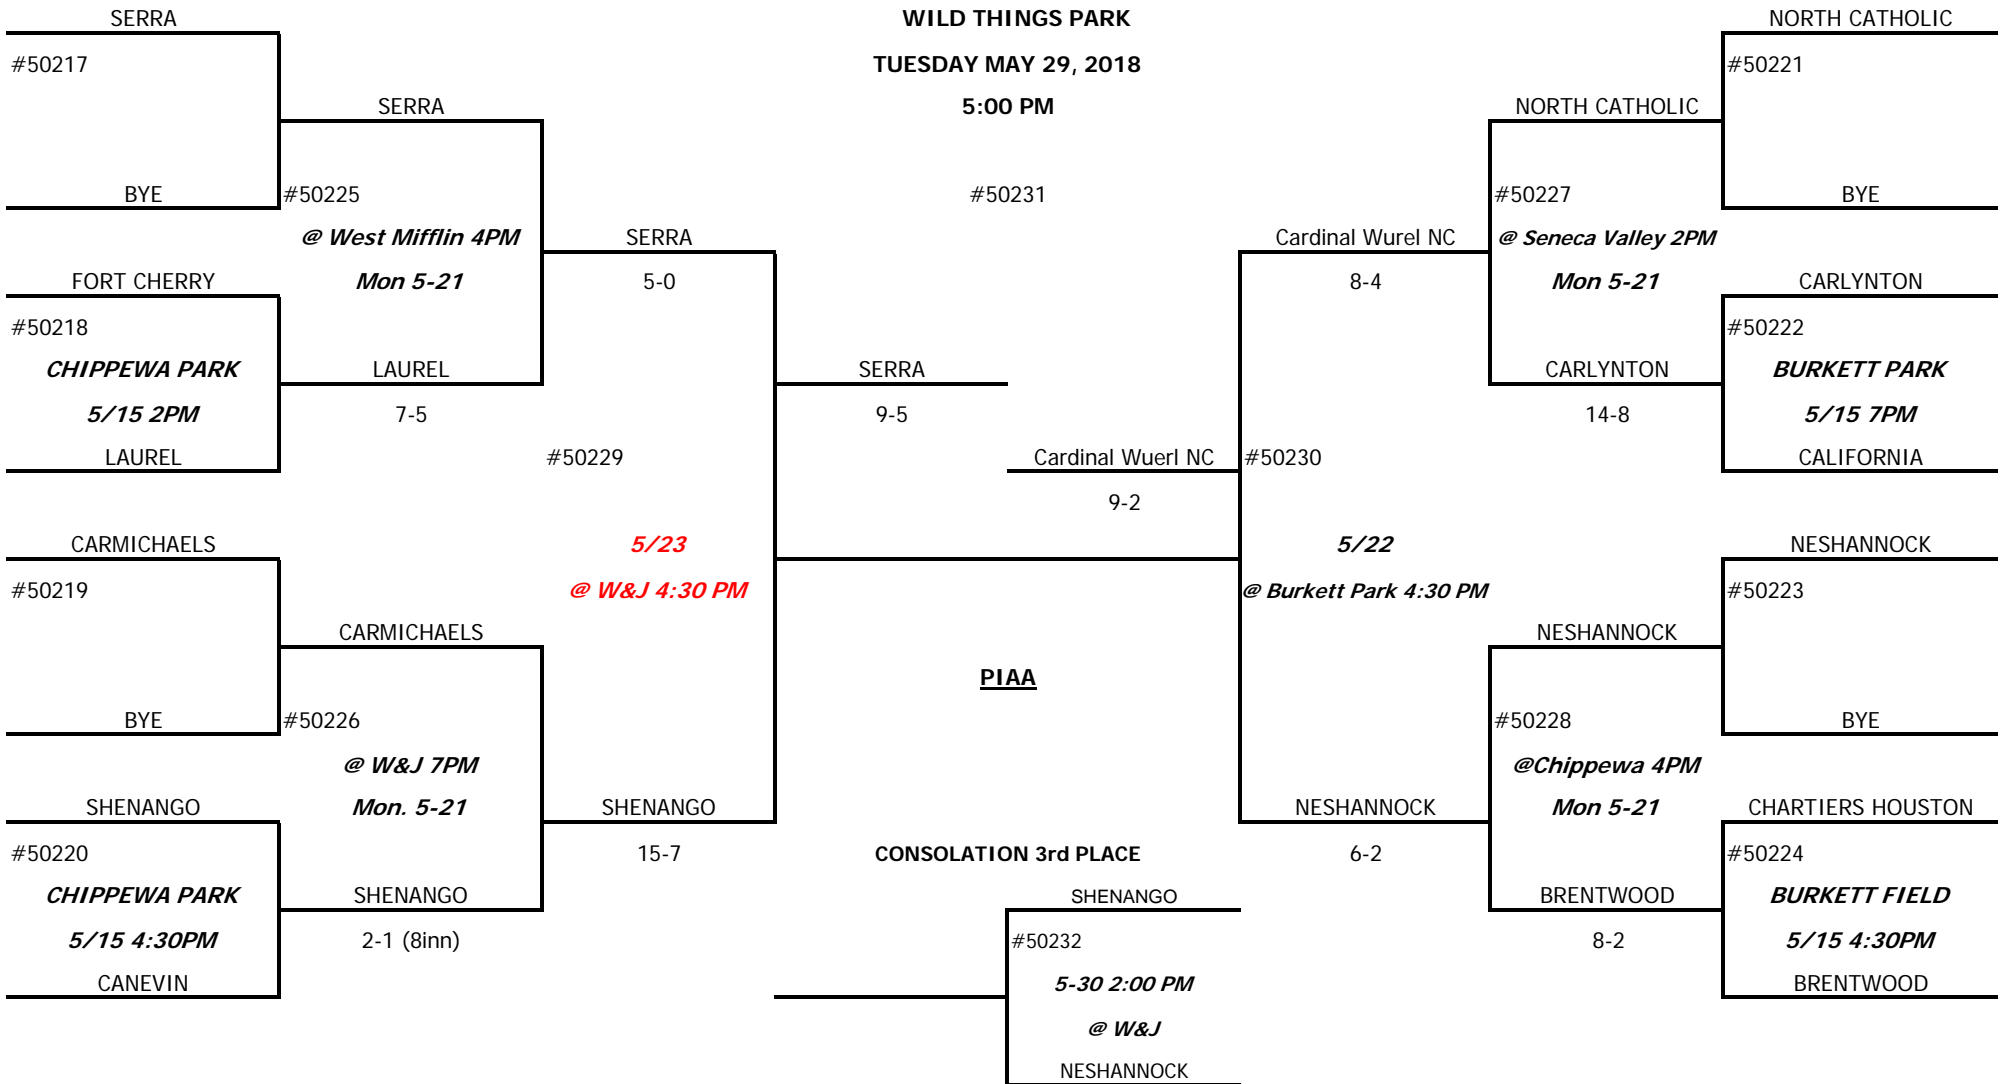 SERRA
WILD THINGS PARK
NORTH CATHOLIC
#50217
TUESDAY MAY 29, 2018
#50221
SERRA
5:00 PM
NORTH CATHOLIC
BYE
#50225
#50231
#50227
BYE
@ West Mifflin 4PM
SERRA
Cardinal Wurel NC
@ Seneca Valley 2PM
FORT CHERRY
Mon 5-21
5-0
8-4
Mon 5-21
CARLYNTON
#50218
#50222
CHIPPEWA PARK
LAUREL
SERRA
CARLYNTON
BURKETT PARK
5/15 2PM
7-5
9-5
14-8
5/15 7PM
LAUREL
#50229
Cardinal Wuerl NC
#50230
CALIFORNIA
9-2
CARMICHAELS
5/23
5/22
NESHANNOCK
#50219
@ W&J 4:30 PM
@ Burkett Park 4:30 PM
#50223
CARMICHAELS
NESHANNOCK
PIAA
BYE
#50226
#50228
BYE
@ W&J 7PM
@Chippewa 4PM
SHENANGO
Mon. 5-21
SHENANGO
NESHANNOCK
Mon 5-21
CHARTIERS HOUSTON
#50220
15-7
CONSOLATION 3rd PLACE
6-2
#50224
CHIPPEWA PARK
SHENANGO
SHENANGO
BRENTWOOD
BURKETT FIELD
5/15 4:30PM
2-1 (8inn)
#50232
8-2
5/15 4:30PM
CANEVIN
5-30 2:00 PM
BRENTWOOD
@ W&J
NESHANNOCK